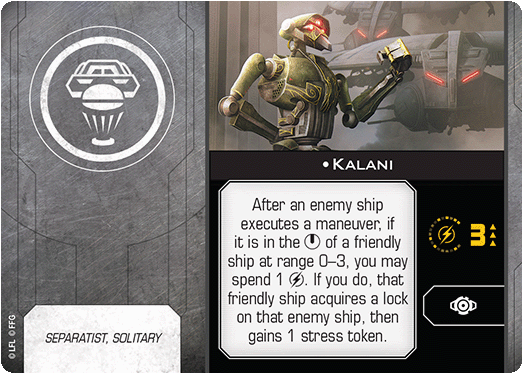 • KALANI
After an enemy ship
executes a maneuver, if
it is in the of a friendly
ship at range 0–3, you may
spend 1 . If you do, that
friendly ship acquires a lock
on that enemy ship, then
gains 1 stress token.
3
SEPARATIST, SOLITARY
© LFL © FFG